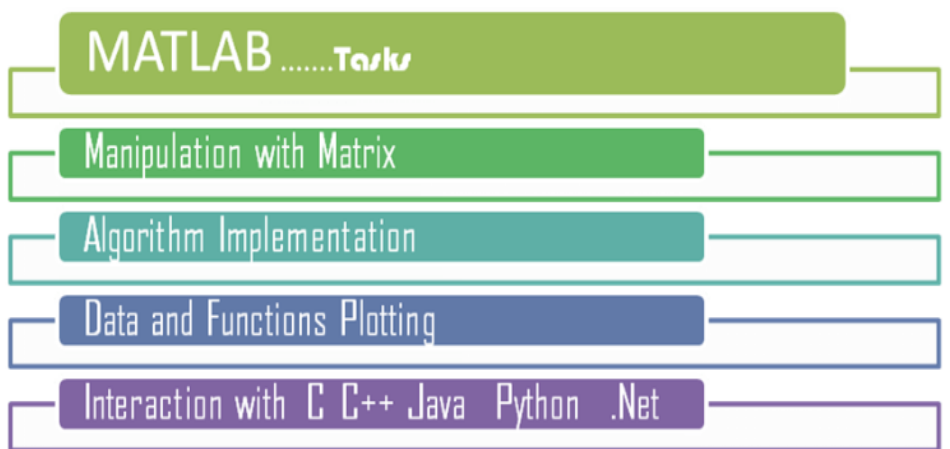 MATLAB .......Tasks
Manipulation with Matrix
Algorithm Implementation
Data and Functions Plotting
Interaction with C C++ Java Python .Net